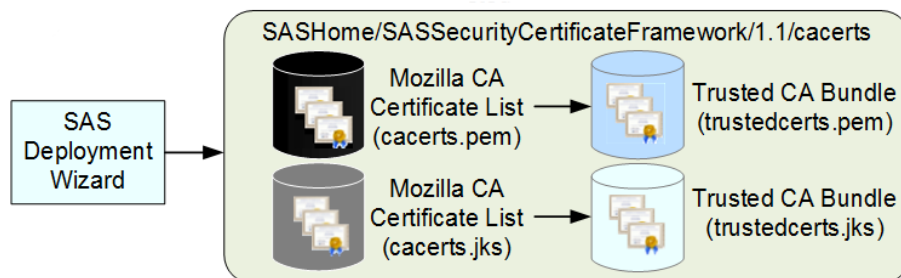 SASHome/SASSecurityCertificateFramework/1.1/cacerts
SAS
Deployment
Wizard
Mozilla CA
Certificate List
(cacerts.pem)
Trusted CA Bundle
(trustedcerts.pem)
Mozilla CA
Certificate List
(cacerts.jks)
Trusted CA Bundle
(trustedcerts.jks)